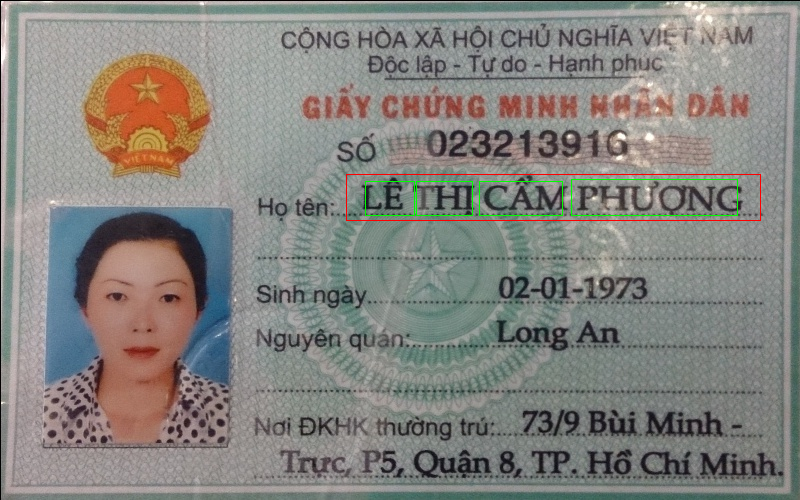 CỘNG HÒA XÃ HỘI CHỦ NGHĨA VIỆT NAM
Độc lập - Tự do - Hạnh phúc
GIẤY CHỨNG MINH NHÂN DÂN
SỐ 023213916
Họ tên: LÊ THỊ CẨM PHƯỢNG
Sinh ngày 02-01-1973
Nguyên quán: Long An
Nơi ĐKHK thường trú: 73/9 Bùi Minh -
Trực, P5, Quận 8, TP. Hồ Chí Minh.
VIỆT NAM